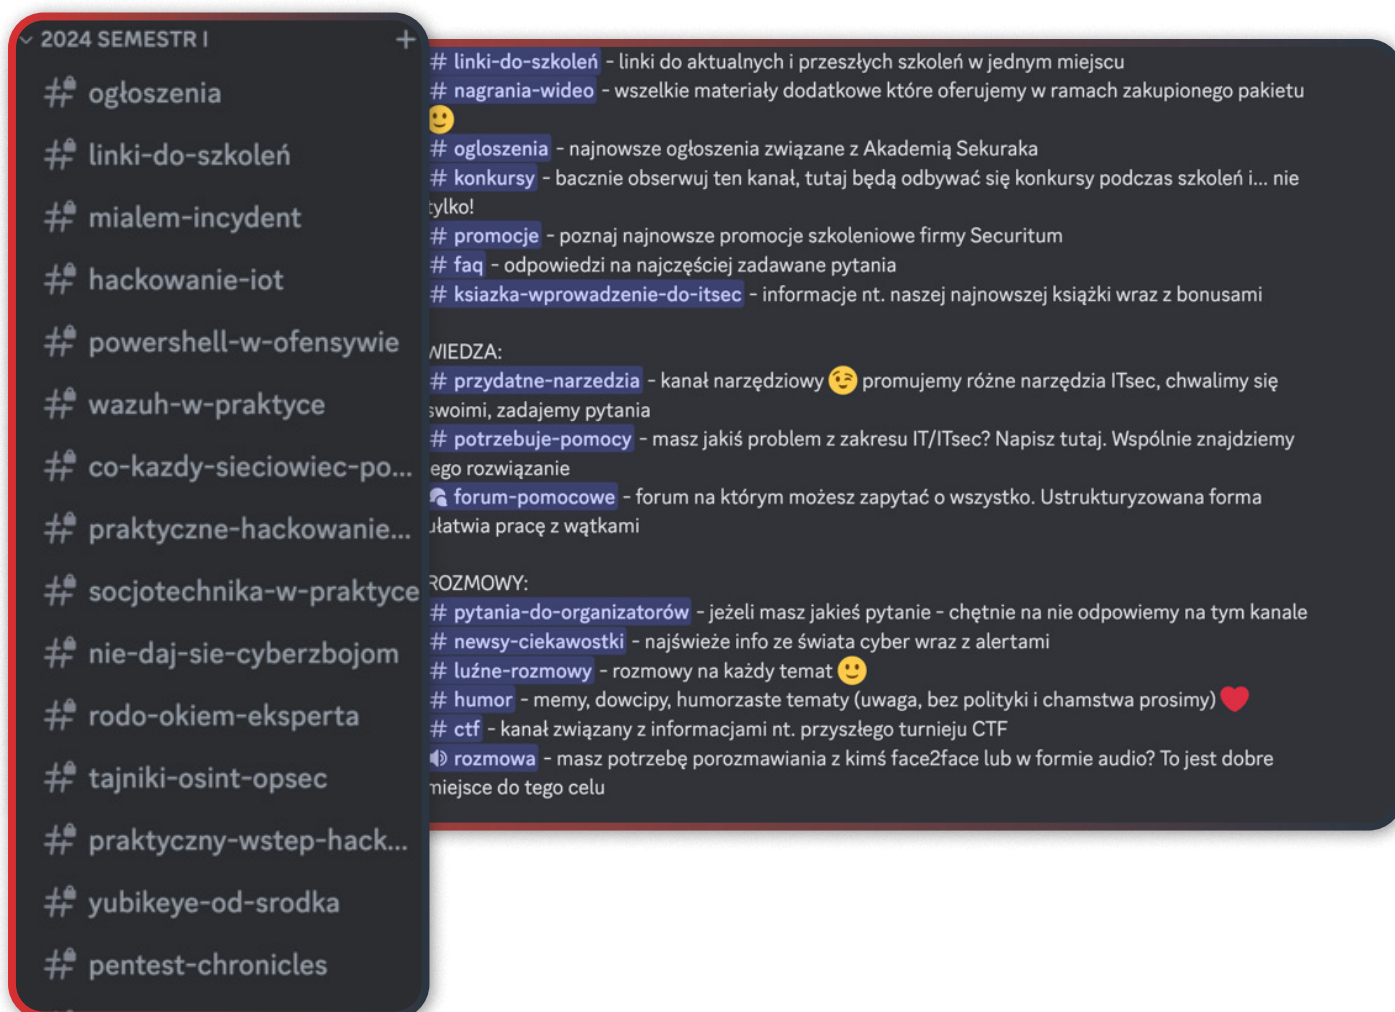 2024 SEMESTR I
# ogłoszenia
# linki-do-szkoleń
# mialem-incydent
# hackowanie-iot
# powershell-w-ofensywie
# wazuh-w-praktyce
# co-kazdy-sieciowiec-po...
# praktyczne-hackowanie...
# socjotechnika-w-praktyce
# nie-daj-sie-cyberzbojom
# rodo-okiem-eksperta
# tajniki-osint-opsec
# praktyczny-wstep-hack...
# yubikeye-od-srodka
# pentest-chronicles
# linki-do-szkoleń - linki do aktualnych i przeszłych szkoleń w jednym miejscu
# nagrania-wideo - wszelkie materiały dodatkowe które oferujemy w ramach zakupionego pakietu
🙂
# ogloszenia - najnowsze ogłoszenia związane z Akademią Sekuraka
# konkursy - bacznie obserwuj ten kanał, tutaj będą odbywać się konkursy podczas szkoleń i... nie
tylko!
# promocje - poznaj najnowsze promocje szkoleniowe firmy Securitum
# faq - odpowiedzi na najczęściej zadawane pytania
# ksiazka-wprowadzenie-do-itsec - informacje nt. naszej najnowszej książki wraz z bonusami
WIEDZA:
# przydatne-narzedzia - kanał narzędziowy 😉 promujemy różne narzędzia ITsec, chwalimy się
swoimi, zadajemy pytania
# potrzebuje-pomocy - masz jakiś problem z zakresu IT/ITsec? Napisz tutaj. Wspólnie znajdziemy
ego rozwiązanie
forum-pomocowe - forum na którym możesz zapytać o wszystko. Ustrukturyzowana forma
ułatwia pracę z wątkami
ROZMOWY:
# pytania-do-organizatorów - jeżeli masz jakieś pytanie - chętnie na nie odpowiemy na tym kanale
# newsy-ciekawostki - najświeże info ze świata cyber wraz z alertami
# luźne-rozmowy - rozmowy na każdy temat 🙂
# humor - memy, dowcipy, humorzaste tematy (uwaga, bez polityki i chamstwa prosimy) ❤️
# ctf - kanał związany z informacjami nt. przyszłego turnieju CTF
rozmowa - masz potrzebę porozmawiania z kimś face2face lub w formie audio? To jest dobre
miejsce do tego celu